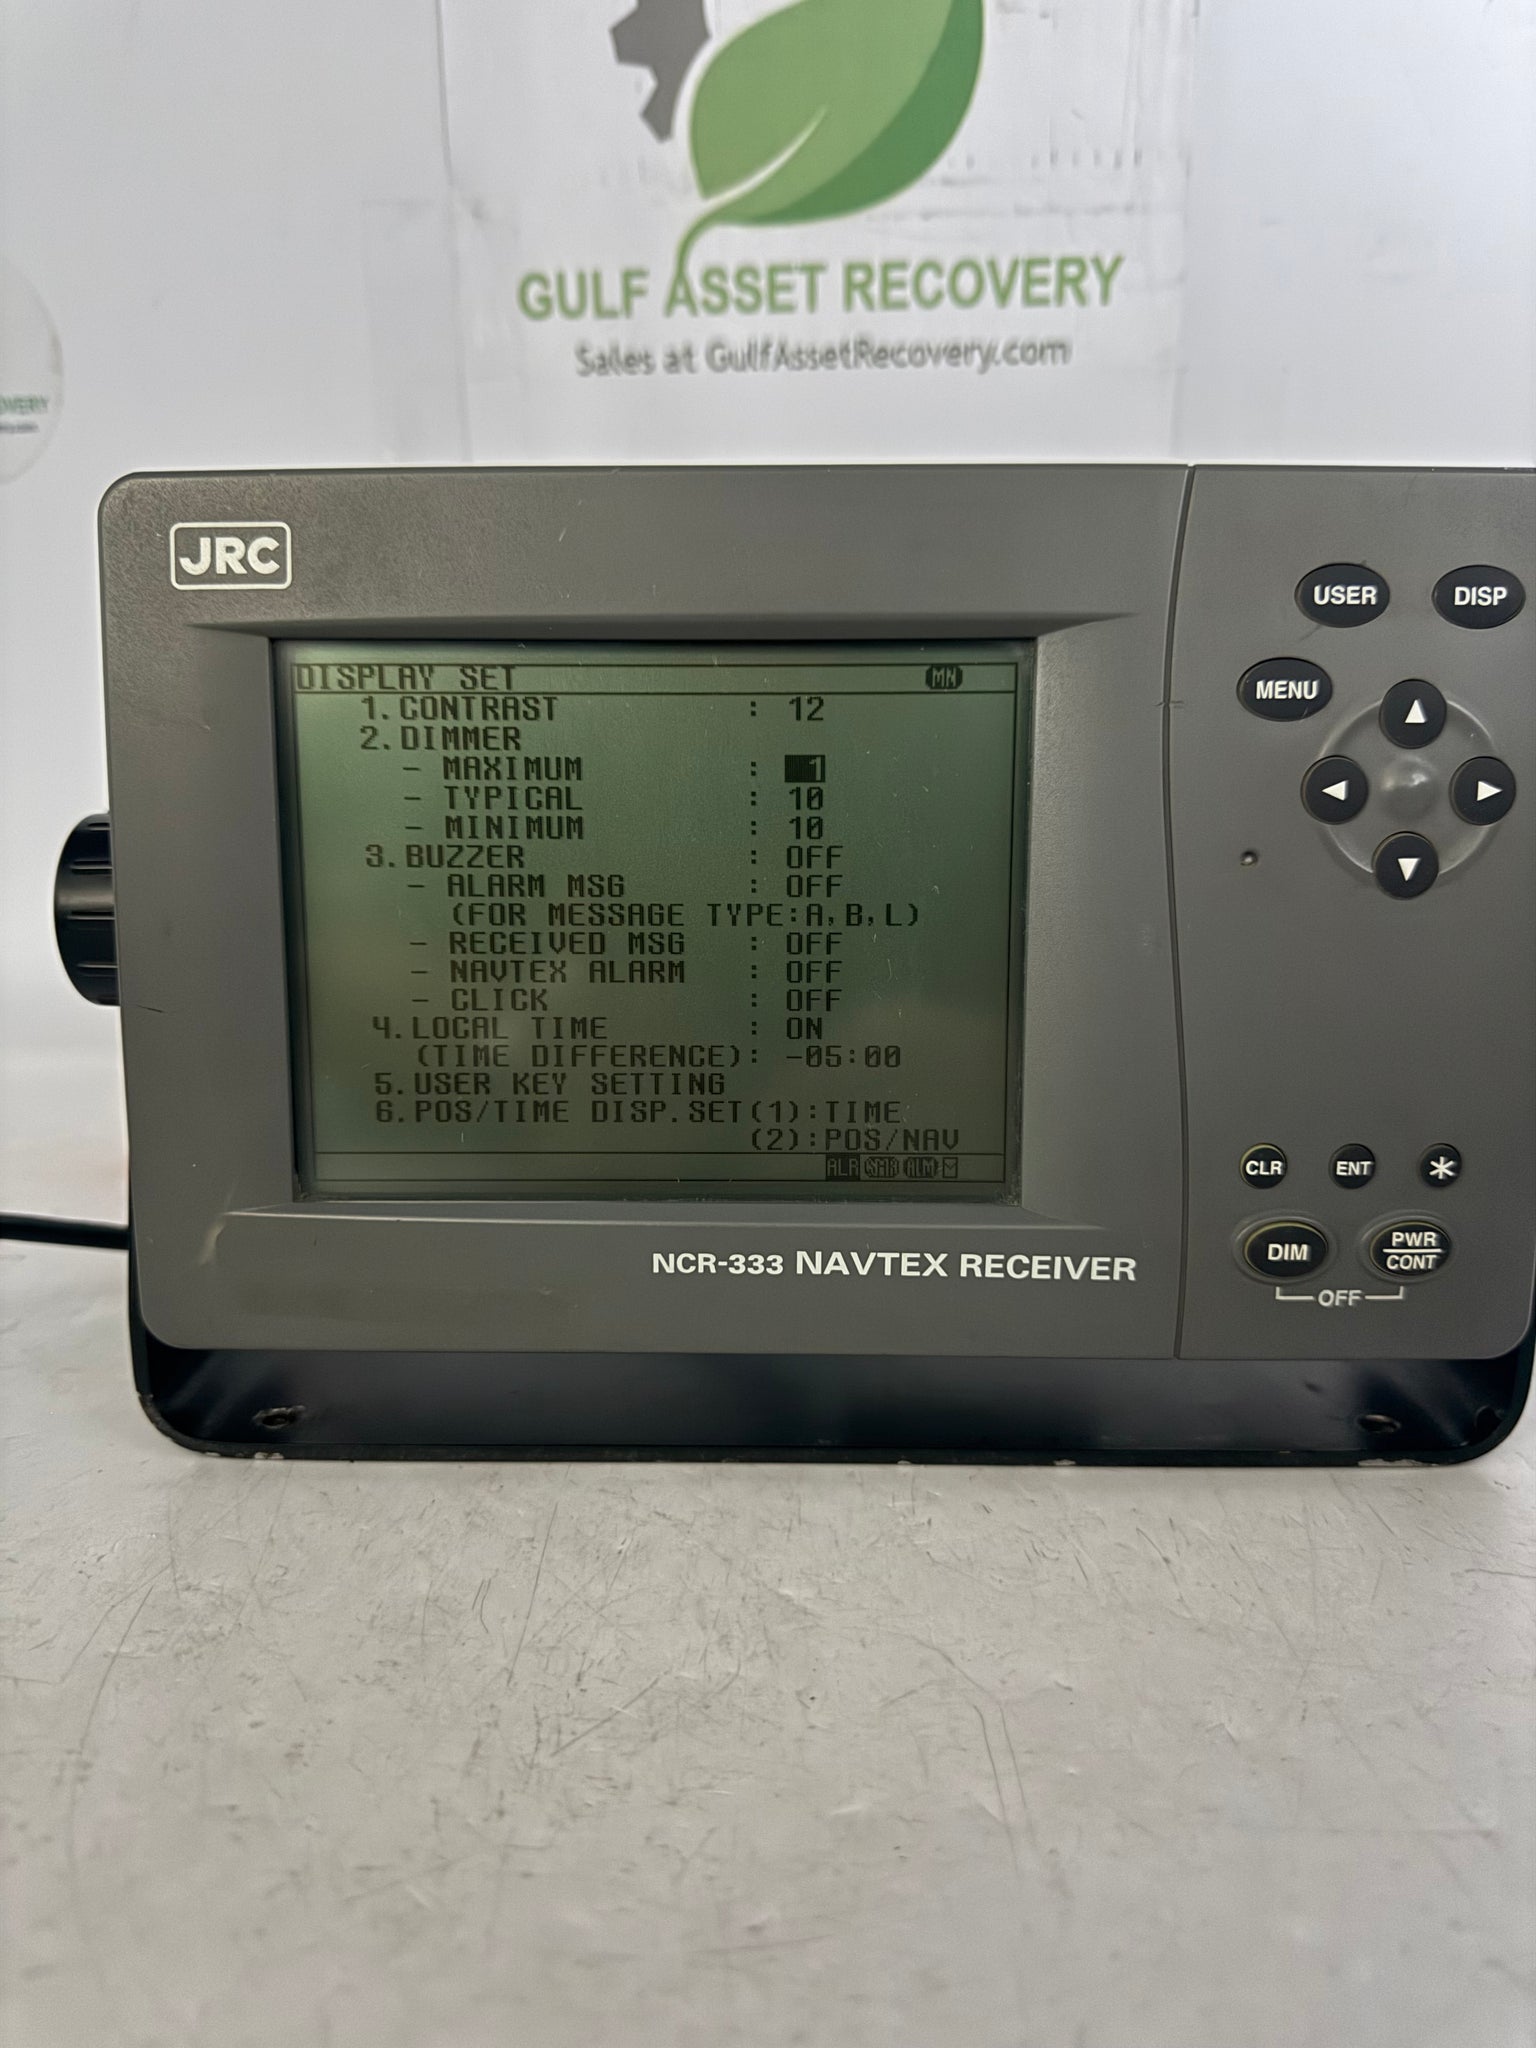 GULF ASSET RECOVERY
Sales at GulfAssetRecovery.com
OVERY
JRC
USER
DISP
MENU
DISPLAY SET MN
1.CONTRAST : 12
2.DIMMER
- MAXIMUM : 1
- TYPICAL : 10
- MINIMUM : 10
3.BUZZER : OFF
- ALARM MSG : OFF
(FOR MESSAGE TYPE:A,B,L)
- RECEIVED MSG : OFF
- NAVTEX ALARM : OFF
- CLICK : OFF
4.LOCAL TIME : ON
(TIME DIFFERENCE): -05:00
5.USER KEY SETTING
6.POS/TIME DISP.SET(1):TIME
(2):POS/NAV
ALR ALM
CLR
ENT
*
NCR-333 NAVTEX RECEIVER
DIM
PWR
CONT
OFF